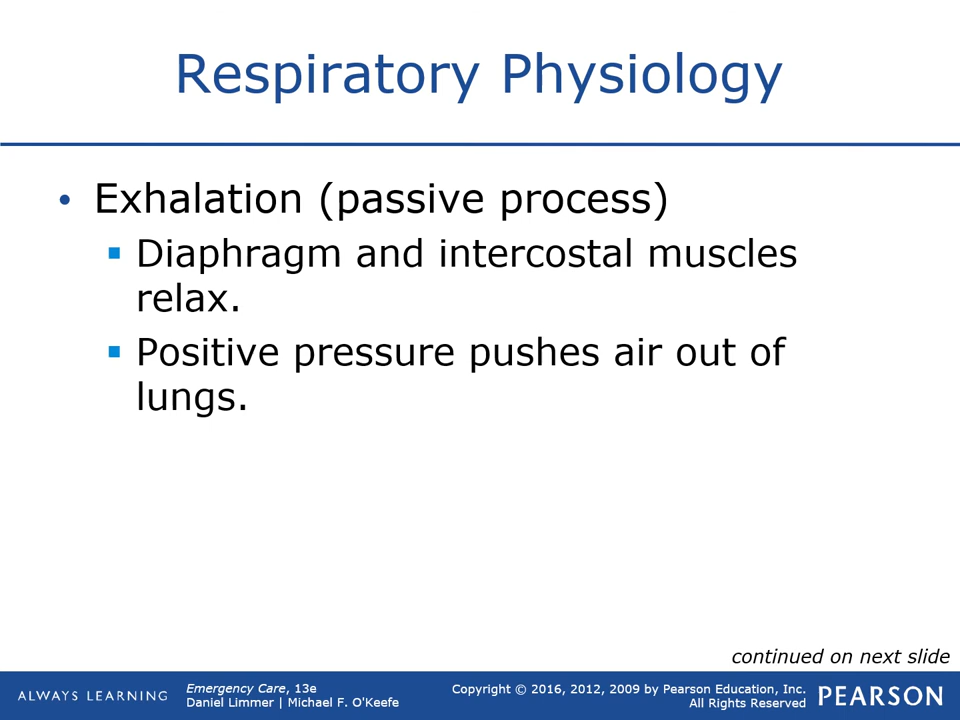 Respiratory Physiology
• Exhalation (passive process)
▪ Diaphragm and intercostal muscles
relax.
▪ Positive pressure pushes air out of
lungs.
continued on next slide
ALWAYS LEARNING
Emergency Care, 13e
Daniel Limmer | Michael F. O'Keefe
Copyright © 2016, 2012, 2009 by Pearson Education, Inc.
All Rights Reserved
PEARSON